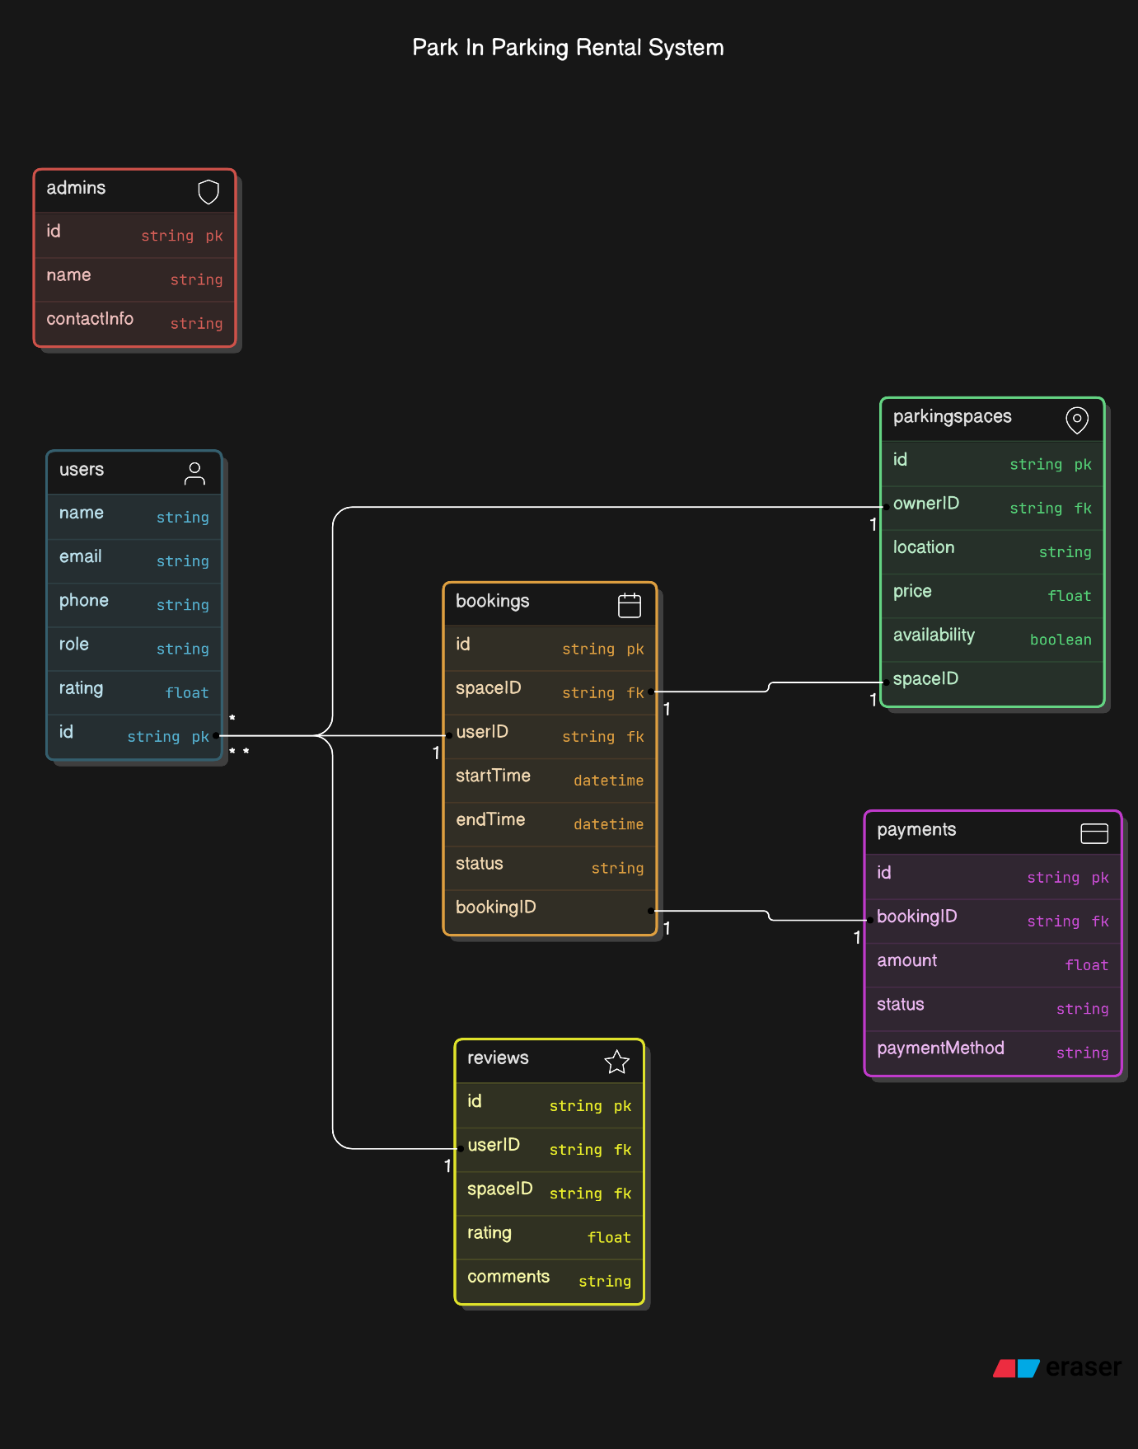 Park In Parking Rental System
admins
id string pk
name string
contactInfo string
users
name string
email string
phone string
role string
rating float
id string pk
*
* *
bookings
id string pk
spaceID string fk
1
userID string fk
1
startTime datetime
endTime datetime
status string
bookingID
1
parkingspaces
id string pk
ownerID string fk
1
location string
price float
availability boolean
spaceID
1
payments
id string pk
bookingID string fk
1
amount float
status string
paymentMethod string
reviews
id string pk
userID string fk
1
spaceID string fk
rating float
comments string
eraser